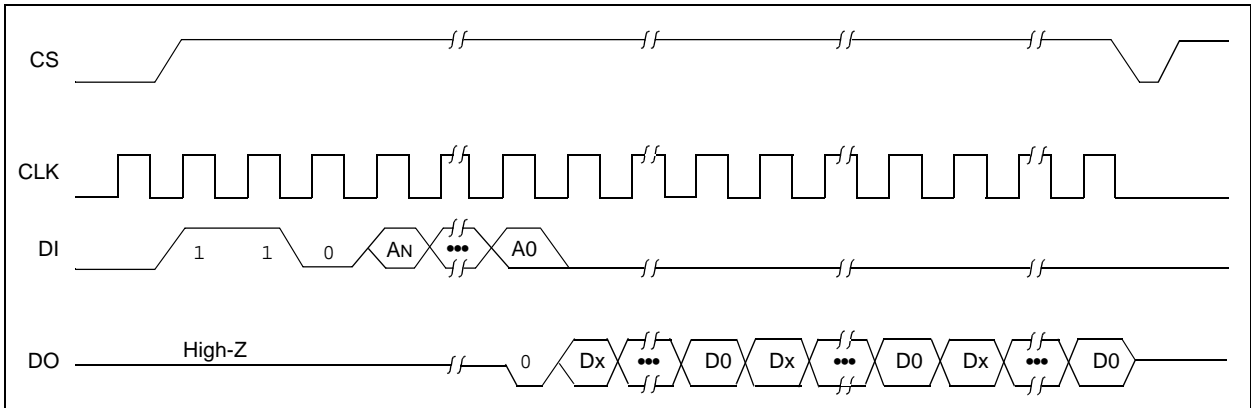 CS
CLK
DI 1 1 0 AN ••• A0
DO High-Z 0 Dx ••• D0 Dx ••• D0 Dx ••• D0